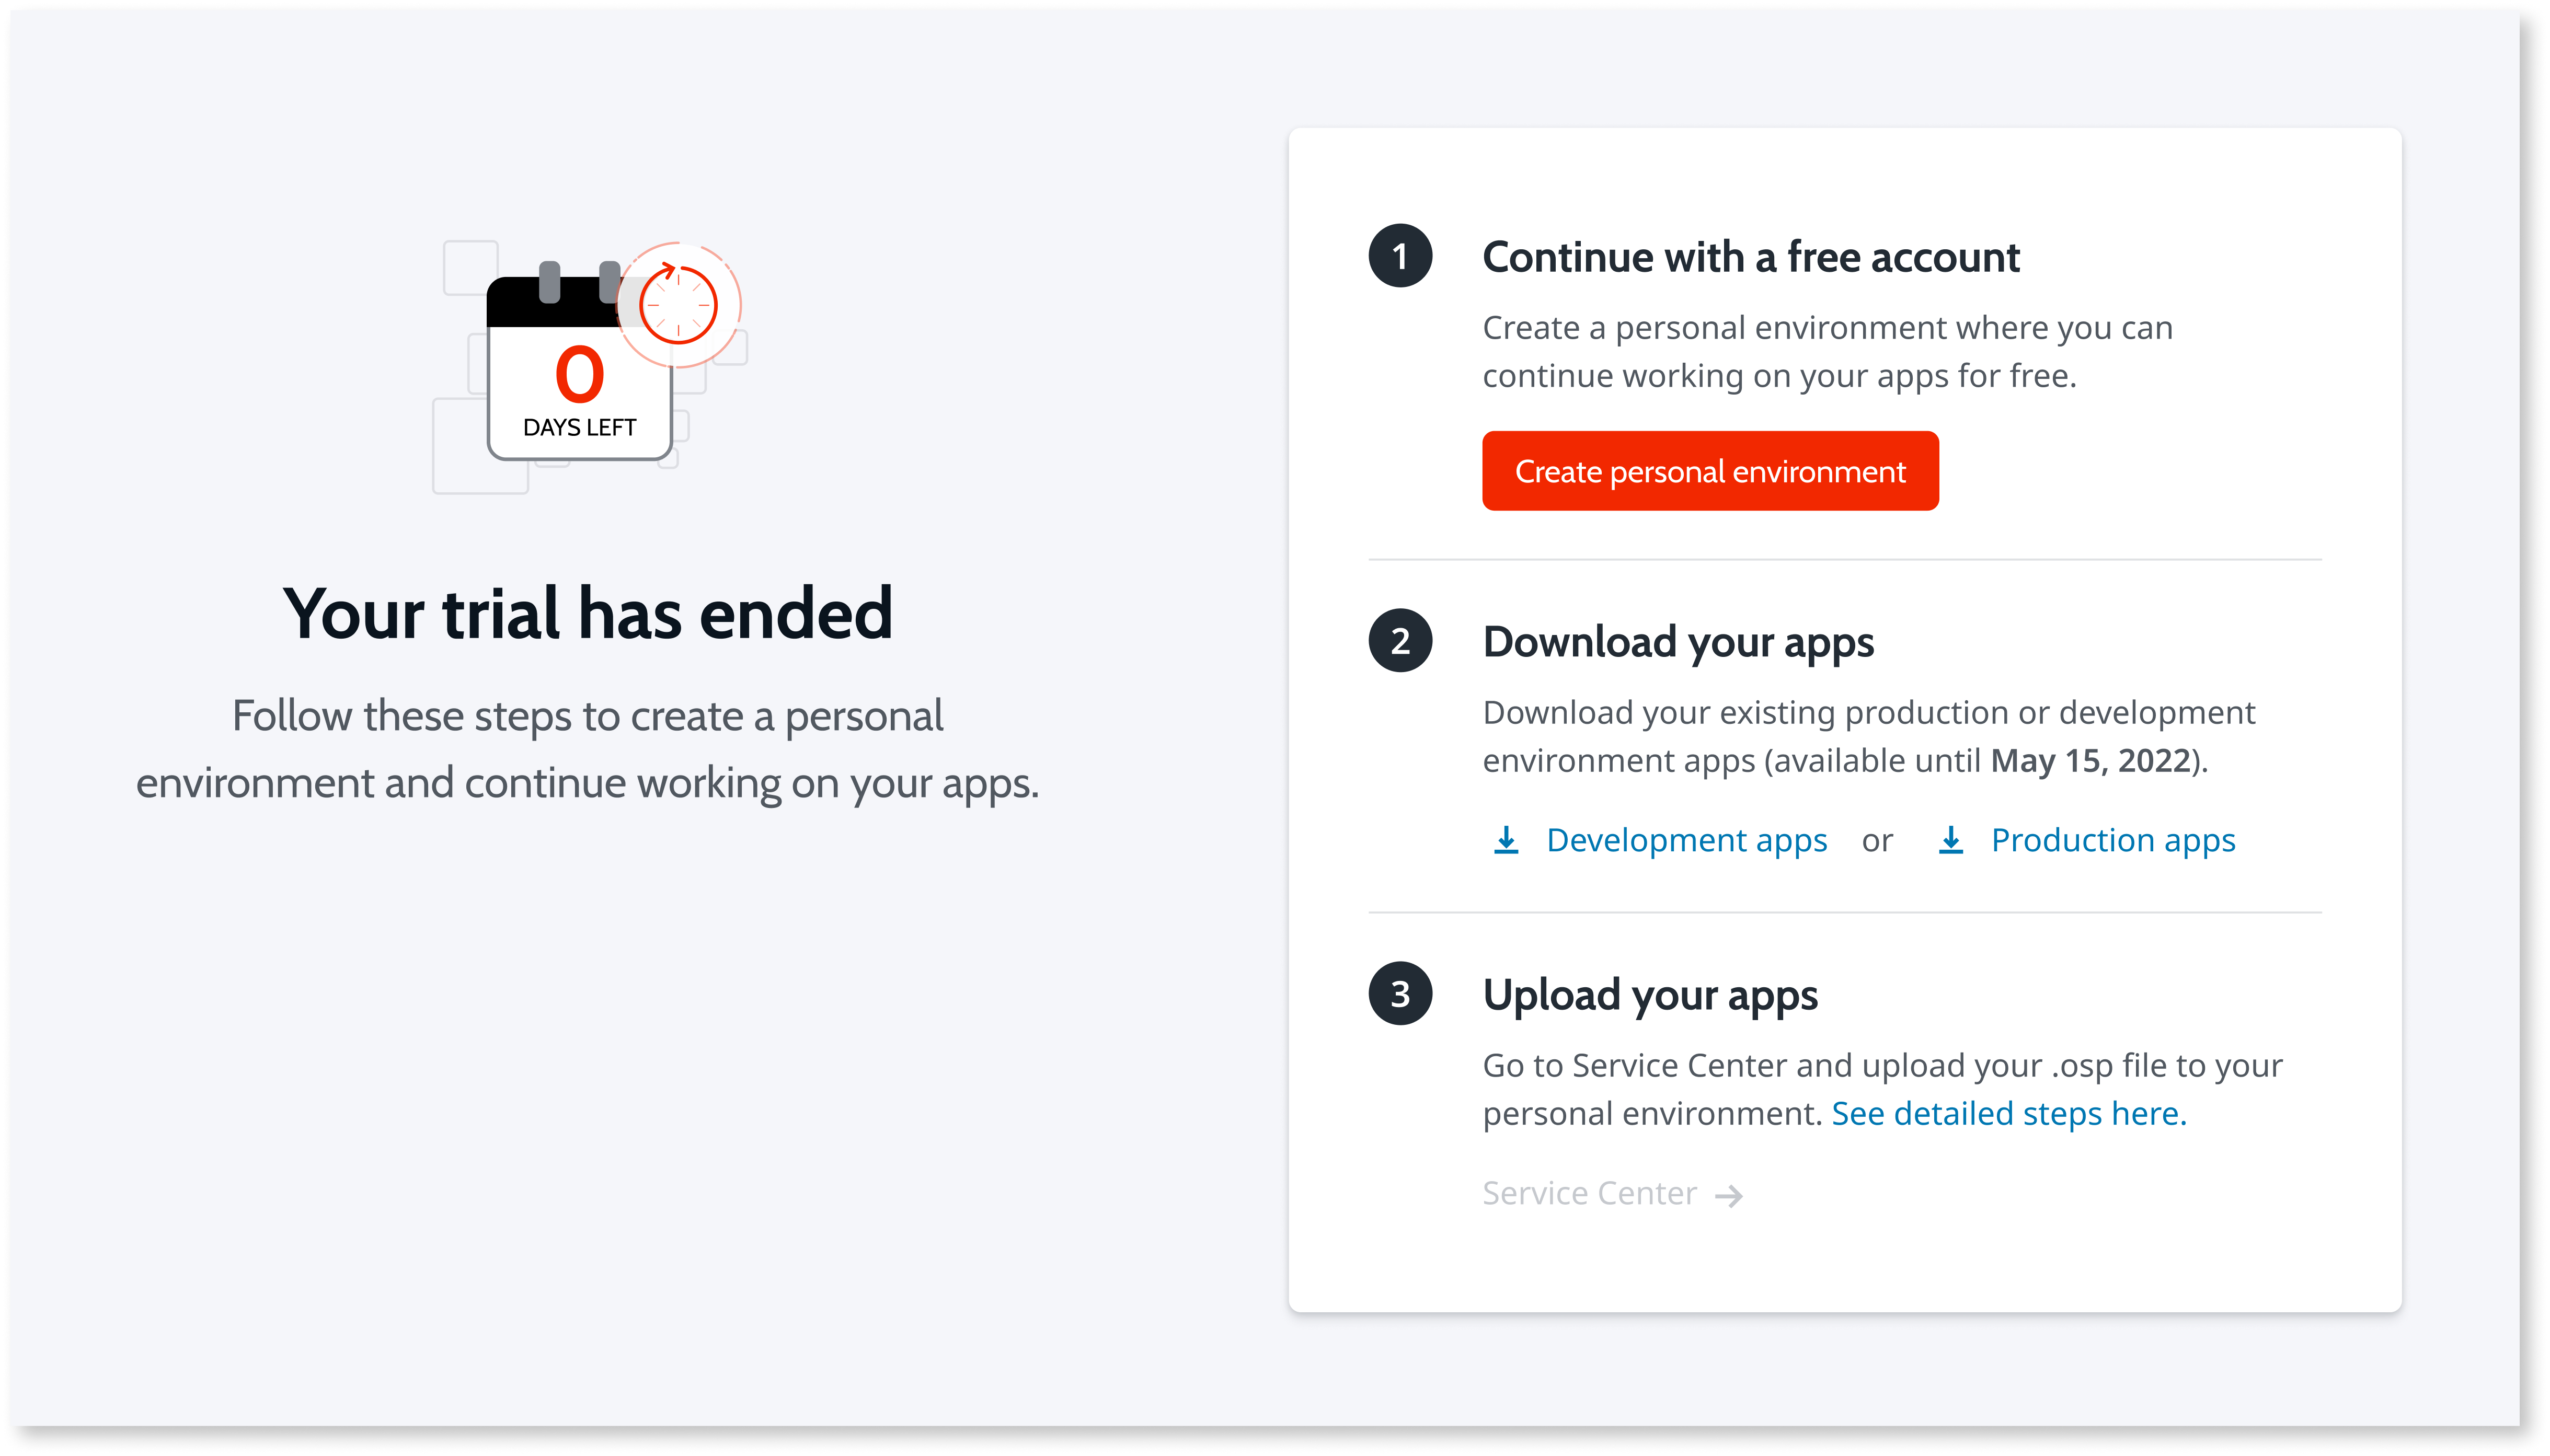 0
DAYS LEFT
Your trial has ended
Follow these steps to create a personal
environment and continue working on your apps.
1
Continue with a free account
Create a personal environment where you can
continue working on your apps for free.
Create personal environment
2
Download your apps
Download your existing production or development
environment apps (available until May 15, 2022).
Development apps or Production apps
3
Upload your apps
Go to Service Center and upload your .osp file to your
personal environment. See detailed steps here.
Service Center